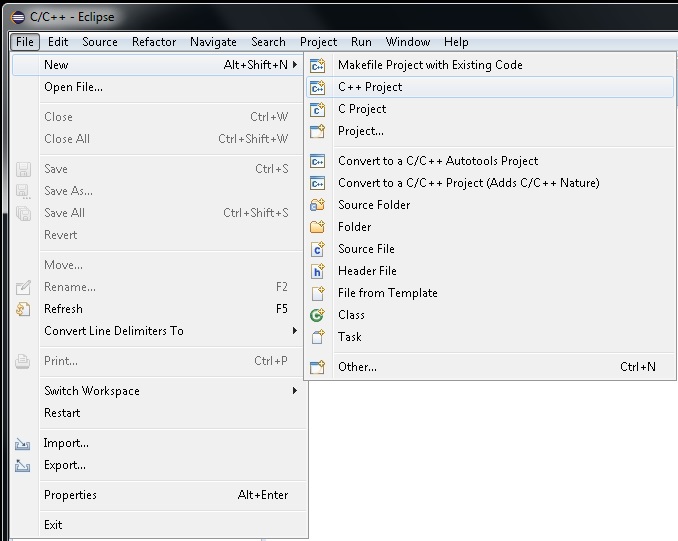 C/C++ - Eclipse
File Edit Source Refactor Navigate Search Project Run Window Help
New Alt+Shift+N
Open File...
Close Ctrl+W
Close All Ctrl+Shift+W
Save Ctrl+S
Save As...
Save All Ctrl+Shift+S
Revert
Move...
Rename... F2
Refresh F5
Convert Line Delimiters To
Print... Ctrl+P
Switch Workspace
Restart
Import...
Export...
Properties Alt+Enter
Exit
Makefile Project with Existing Code
C++ Project
C Project
Project...
Convert to a C/C++ Autotools Project
Convert to a C/C++ Project (Adds C/C++ Nature)
Source Folder
Folder
Source File
Header File
File from Template
Class
Task
Other... Ctrl+N